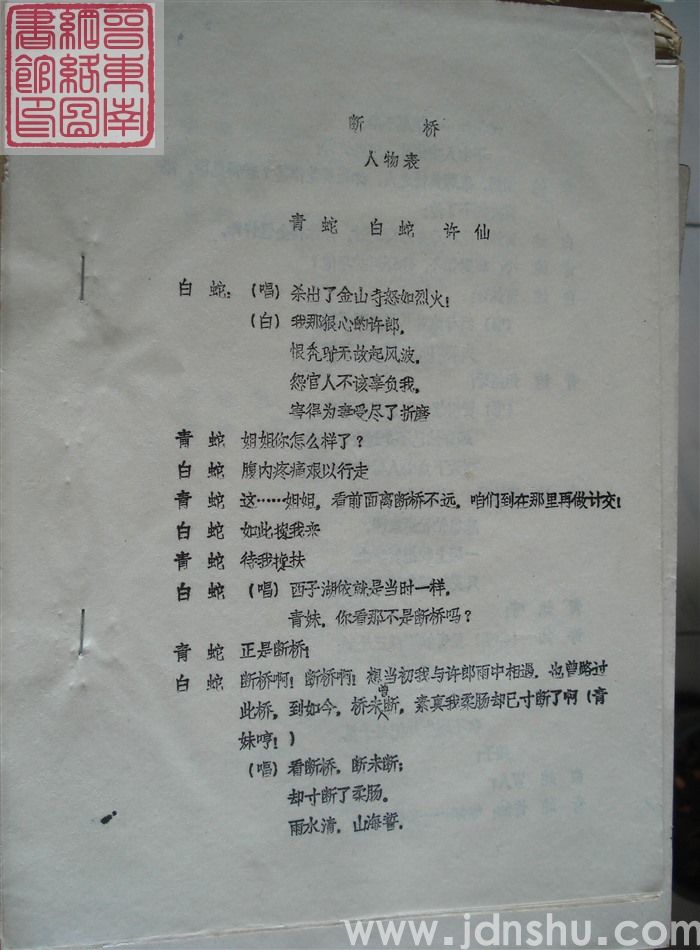 晋东南
网络图
书馆印
断 桥
人物表
青蛇 白蛇 许仙
白 蛇：（唱）杀出了金山寺怒如烈火！
（白）我那狠心的许郎，
恨秃驴无故起风波，
怨官人不该辜负我，
害得为妻受尽了折磨
青 蛇 姐姐你怎么样了？
白 蛇 腹内疼痛艰以行走
青 蛇 这……姐姐，看前面离断桥不远，咱们到在那里再做计交！
白 蛇 如此搀我来
青 蛇 待我搀扶
白 蛇 （唱）西子湖依就是当时一样，
青妹，你看那不是断桥吗？
青 蛇 正是断桥！
白 蛇 断桥啊！断桥啊！想当初我与许郎雨中相遇，也曾路过
此桥，到如今，桥未曾断，素真我柔肠却已寸断了啊（青
妹哼！）
（唱）看断桥，断未断；
却寸断了柔肠。
雨水清，山海誓，
www.jdnshu.com